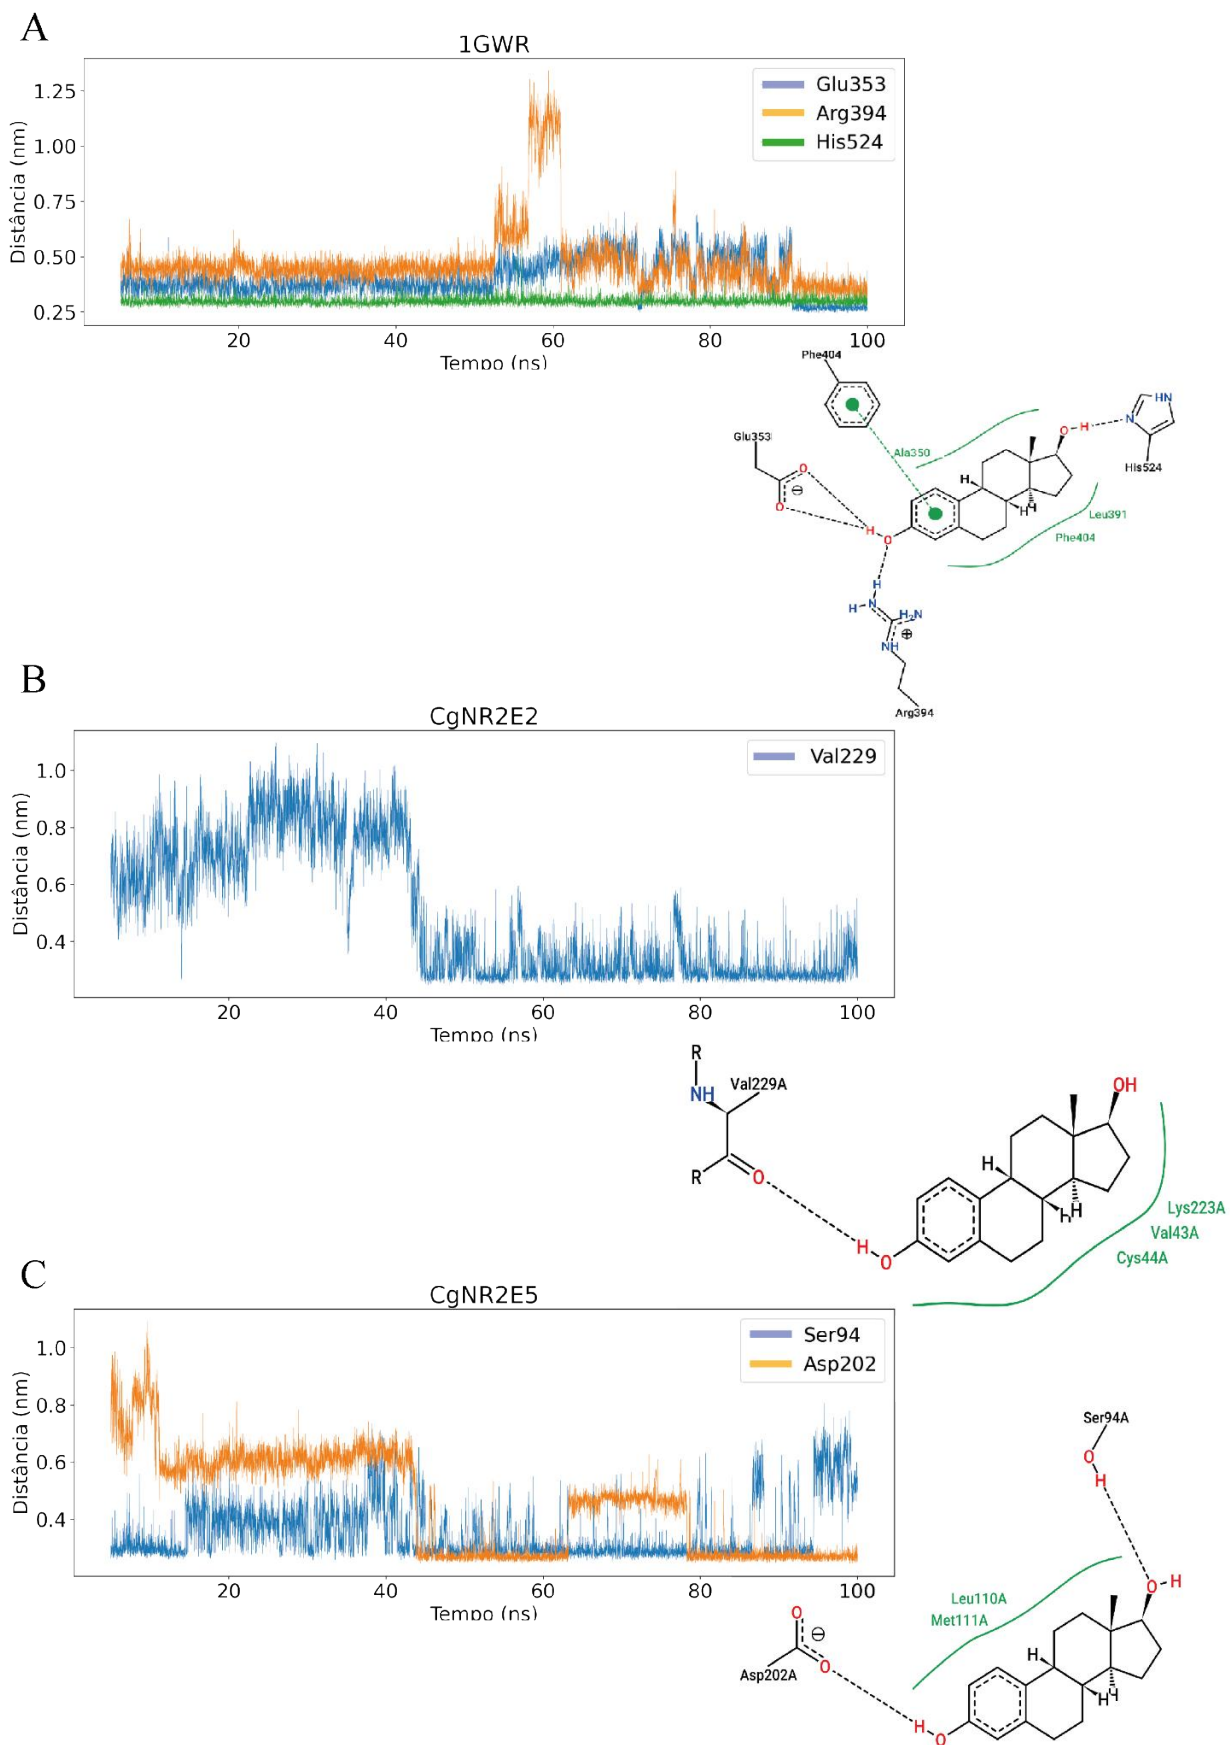 A
1GWR
Glu353
Arg394
His524
Distância (nm)
1.25
1.00
0.75
0.50
0.25
20 40 60 80 100
Tempo (ns)
Phe404
Glu353
Ala350
O H
N HN
His524
O
⊖
O
H
O
H H
H
Leu391
Phe404
H
H N
H₂N
⊕
NH
Arg394
B
CgNR2E2
Val229
Distância (nm)
1.0
0.8
0.6
0.4
20 40 60 80 100
Tempo (ns)
R
NH
Val229A
R
O
OH
H
H H
H
O
Lys223A
Val43A
Cys44A
C
CgNR2E5
Ser94
Asp202
Distância (nm)
1.0
0.8
0.6
0.4
20 40 60 80 100
Tempo (ns)
Ser94A
O
H
Leu110A
Met111A
O H
O
⊖
O
Asp202A
H
H H
H
O